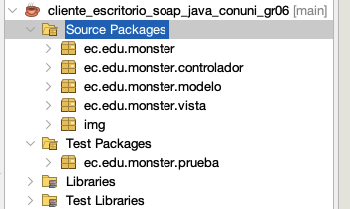 cliente_escritorio_soap_java_conuni_gr06 [main]
Source Packages
ec.edu.monster
ec.edu.monster.controlador
ec.edu.monster.modelo
ec.edu.monster.vista
img
Test Packages
ec.edu.monster.prueba
Libraries
Test Libraries